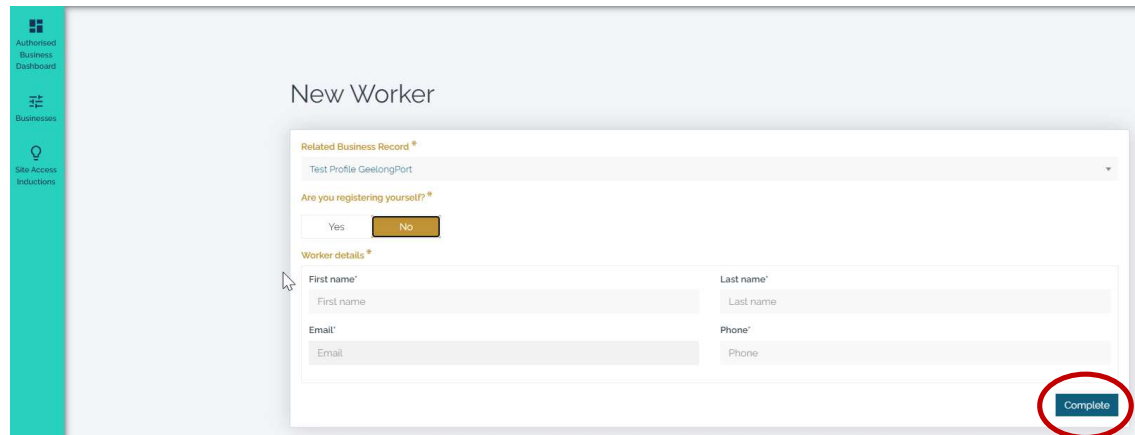 Authorised
Business
Dashboard
Businesses
Site Access
Inductions
New Worker
Related Business Record *
Test Profile GeelongPort
Are you registering yourself? *
Yes No
Worker details *
First name* Last name*
First name Last name
Email* Phone*
Email Phone
Complete